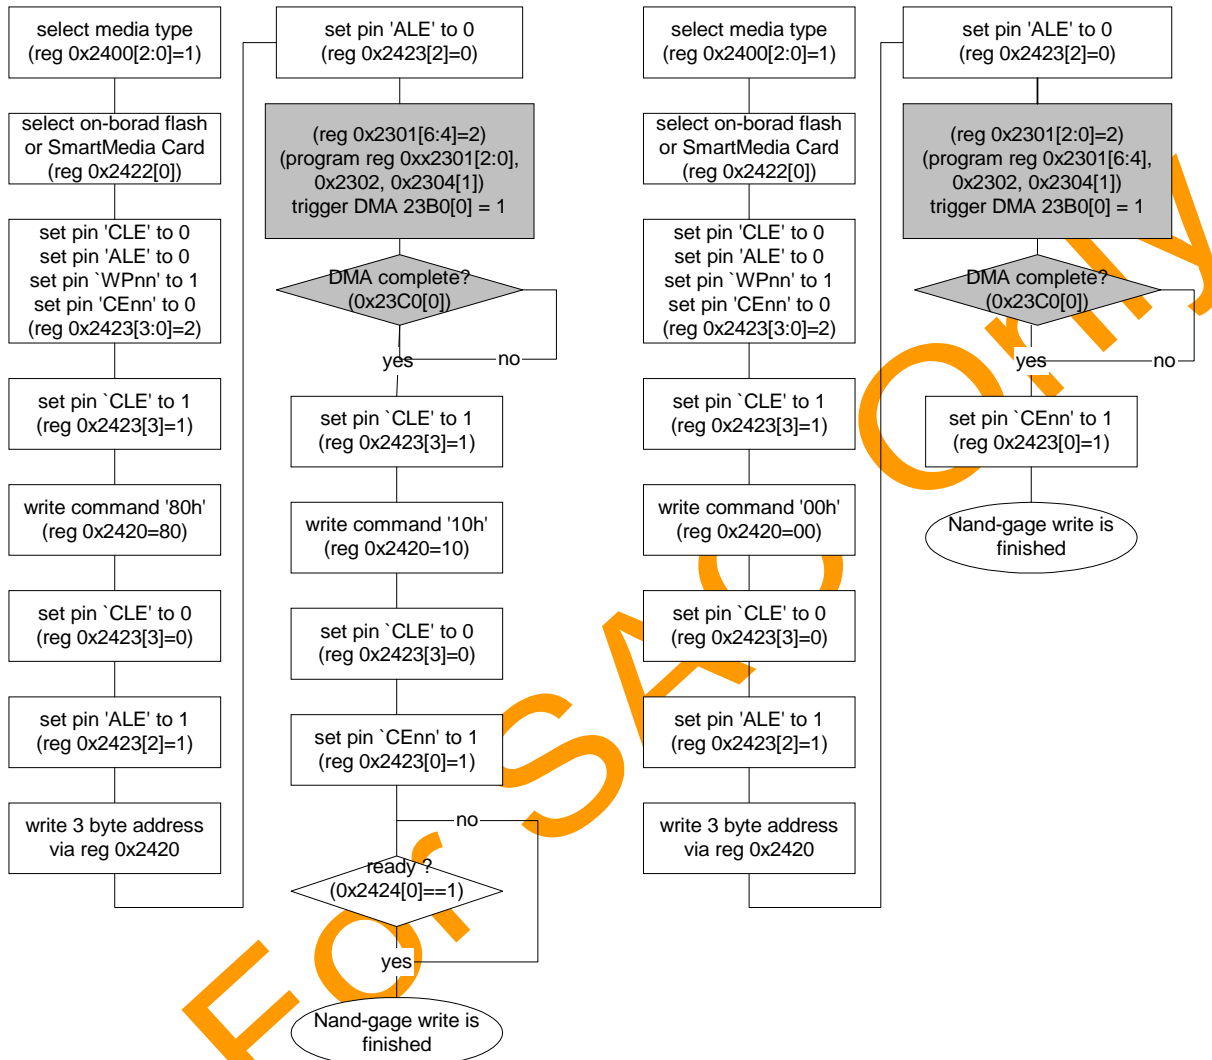 select media type
(reg 0x2400[2:0]=1)
select on-borad flash
or SmartMedia Card
(reg 0x2422[0])
set pin 'CLE' to 0
set pin 'ALE' to 0
set pin `WPnn' to 1
set pin 'CEnn' to 0
(reg 0x2423[3:0]=2)
set pin `CLE' to 1
(reg 0x2423[3]=1)
write command '80h'
(reg 0x2420=80)
set pin `CLE' to 0
(reg 0x2423[3]=0)
set pin 'ALE' to 1
(reg 0x2423[2]=1)
write 3 byte address
via reg 0x2420
set pin 'ALE' to 0
(reg 0x2423[2]=0)
(reg 0x2301[6:4]=2)
(program reg 0xx2301[2:0],
0x2302, 0x2304[1])
trigger DMA 23B0[0] = 1
DMA complete?
(0x23C0[0])
yes
no
set pin `CLE' to 1
(reg 0x2423[3]=1)
write command '10h'
(reg 0x2420=10)
set pin `CLE' to 0
(reg 0x2423[3]=0)
set pin `CEnn' to 1
(reg 0x2423[0]=1)
no
ready ?
(0x2424[0]==1)
yes
Nand-gage write is
finished
select media type
(reg 0x2400[2:0]=1)
select on-borad flash
or SmartMedia Card
(reg 0x2422[0])
set pin 'CLE' to 0
set pin 'ALE' to 0
set pin `WPnn' to 1
set pin 'CEnn' to 0
(reg 0x2423[3:0]=2)
set pin `CLE' to 1
(reg 0x2423[3]=1)
write command '00h'
(reg 0x2420=00)
set pin `CLE' to 0
(reg 0x2423[3]=0)
set pin 'ALE' to 1
(reg 0x2423[2]=1)
write 3 byte address
via reg 0x2420
set pin 'ALE' to 0
(reg 0x2423[2]=0)
(reg 0x2301[2:0]=2)
(program reg 0x2301[6:4],
0x2302, 0x2304[1])
trigger DMA 23B0[0] = 1
DMA complete?
(0x23C0[0])
yes
no
set pin `CEnn' to 1
(reg 0x2423[0]=1)
Nand-gage write is
finished
For
Only